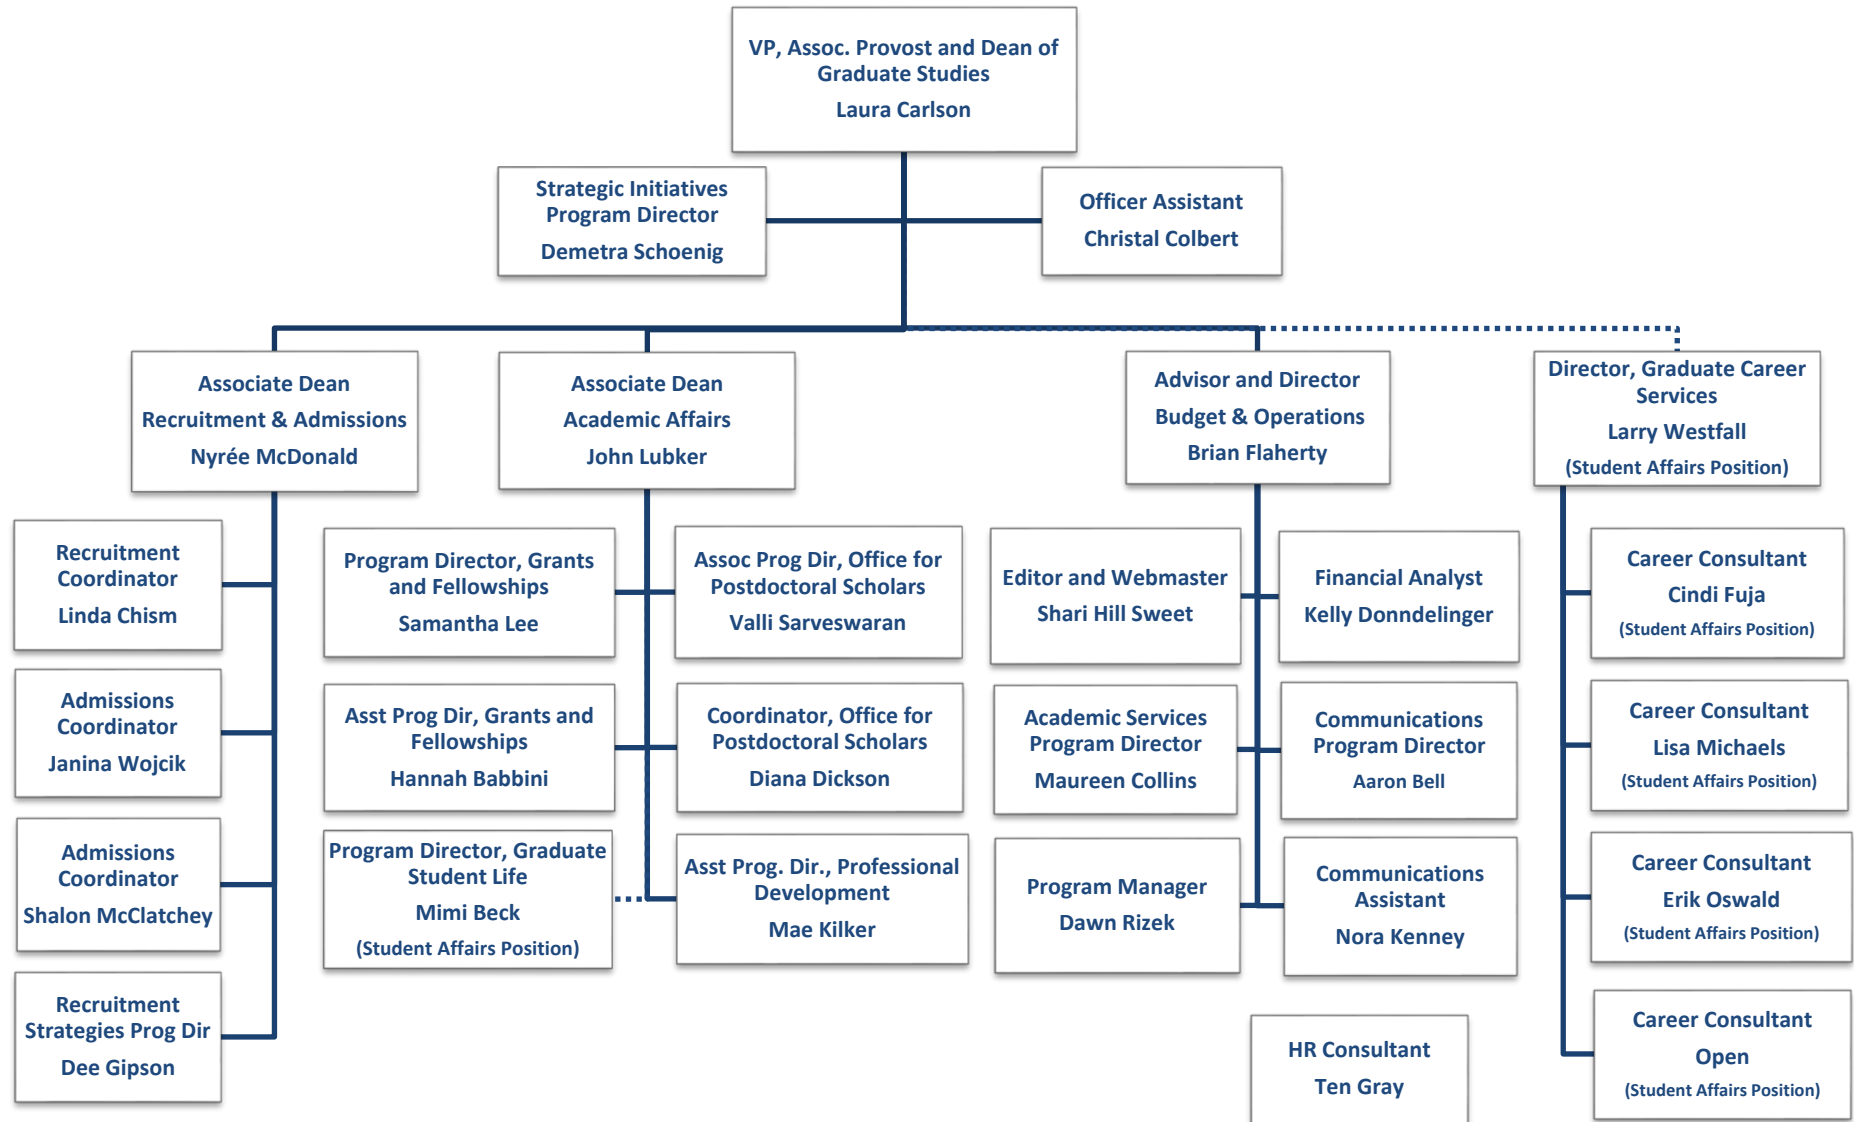 VP, Assoc. Provost and Dean of
Graduate Studies
Laura Carlson
Strategic Initiatives
Program Director
Demetra Schoenig
Officer Assistant
Christal Colbert
Associate Dean
Recruitment & Admissions
Nyrée McDonald
Associate Dean
Academic Affairs
John Lubker
Advisor and Director
Budget & Operations
Brian Flaherty
Director, Graduate Career
Services
Larry Westfall
(Student Affairs Position)
Recruitment
Coordinator
Linda Chism
Admissions
Coordinator
Janina Wojcik
Admissions
Coordinator
Shalon McClatchey
Recruitment
Strategies Prog Dir
Dee Gipson
Program Director, Grants
and Fellowships
Samantha Lee
Assoc Prog Dir, Office for
Postdoctoral Scholars
Valli Sarveswaran
Asst Prog Dir, Grants and
Fellowships
Hannah Babbini
Coordinator, Office for
Postdoctoral Scholars
Diana Dickson
Program Director, Graduate
Student Life
Mimi Beck
(Student Affairs Position)
Asst Prog. Dir., Professional
Development
Mae Kilker
Editor and Webmaster
Shari Hill Sweet
Financial Analyst
Kelly Donndelinger
Academic Services
Program Director
Maureen Collins
Communications
Program Director
Aaron Bell
Program Manager
Dawn Rizek
Communications
Assistant
Nora Kenney
HR Consultant
Ten Gray
Career Consultant
Cindi Fuja
(Student Affairs Position)
Career Consultant
Lisa Michaels
(Student Affairs Position)
Career Consultant
Erik Oswald
(Student Affairs Position)
Career Consultant
Open
(Student Affairs Position)